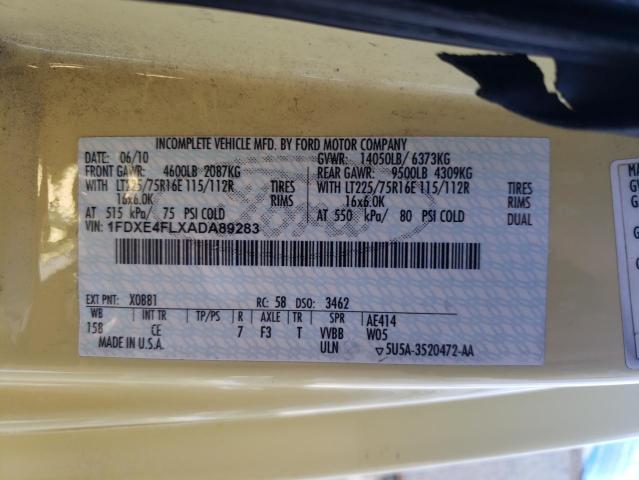 INCOMPLETE VEHICLE MFD. BY FORD MOTOR COMPANY
DATE: 06/10 GVWR: 14050LB/ 6373KG
FRONT GAWR: 4600LB 2087KG REAR GAWR: 9500LB 4309KG
WITH LT225/75R16E 115/112R TIRES WITH LT225/75R16E 115/112R TIRES
16x6.0K RIMS 16x6.0K RIMS
AT 515 kPa/ 75 PSI COLD AT 550 kPa/ 80 PSI COLD DUAL
VIN: 1FDXE4FLXADA89283
EXT PNT: XOBB1 RC: 58 DSO: 3462
WB INT TR TP/PS R AXLE TR SPR AE414
158 CE 7 F3 T VVBB W05
MADE IN U.S.A. ULN ▽5U5A-3520472-AA